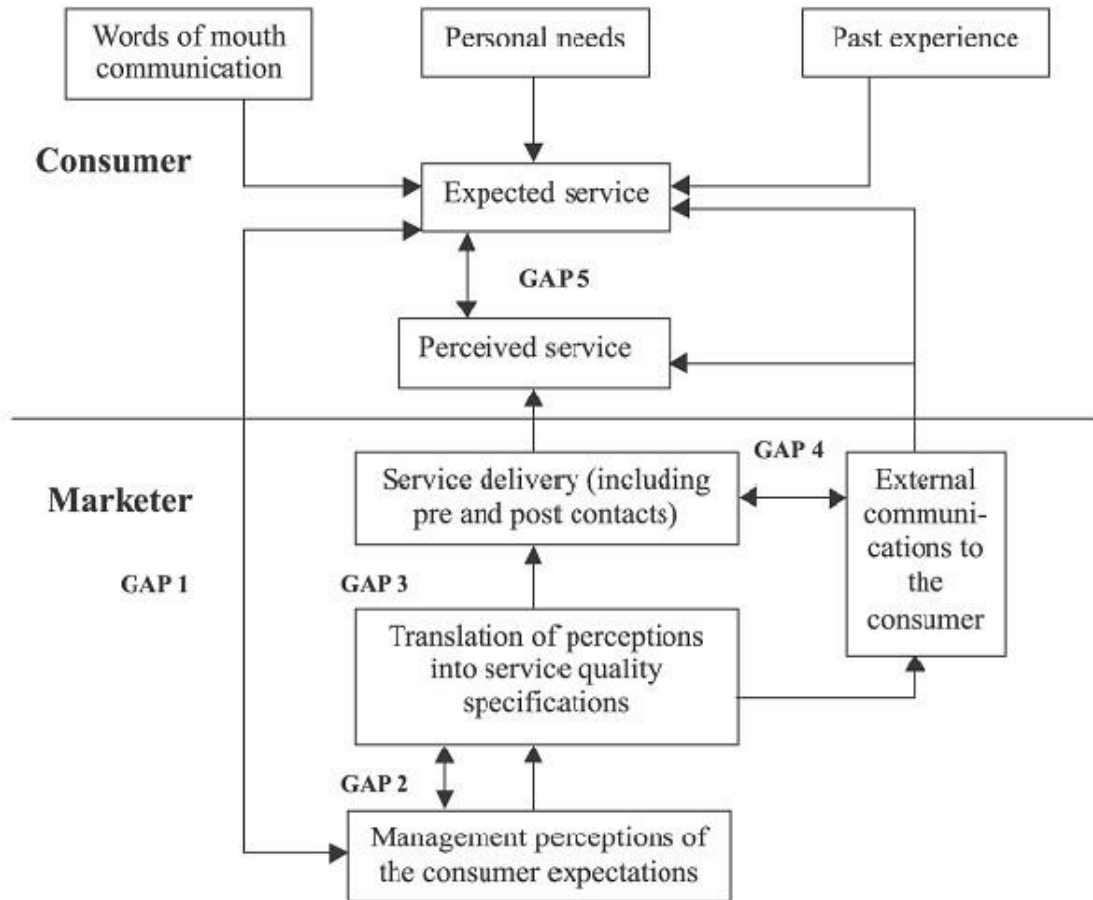 Words of mouth
communication
Personal needs
Past experience
Consumer
Expected service
GAP 5
Perceived service
Marketer
Service delivery (including
pre and post contacts)
GAP 4
External
communi-
cations to
the
consumer
GAP 1
GAP 3
Translation of perceptions
into service quality
specifications
GAP 2
Management perceptions of
the consumer expectations